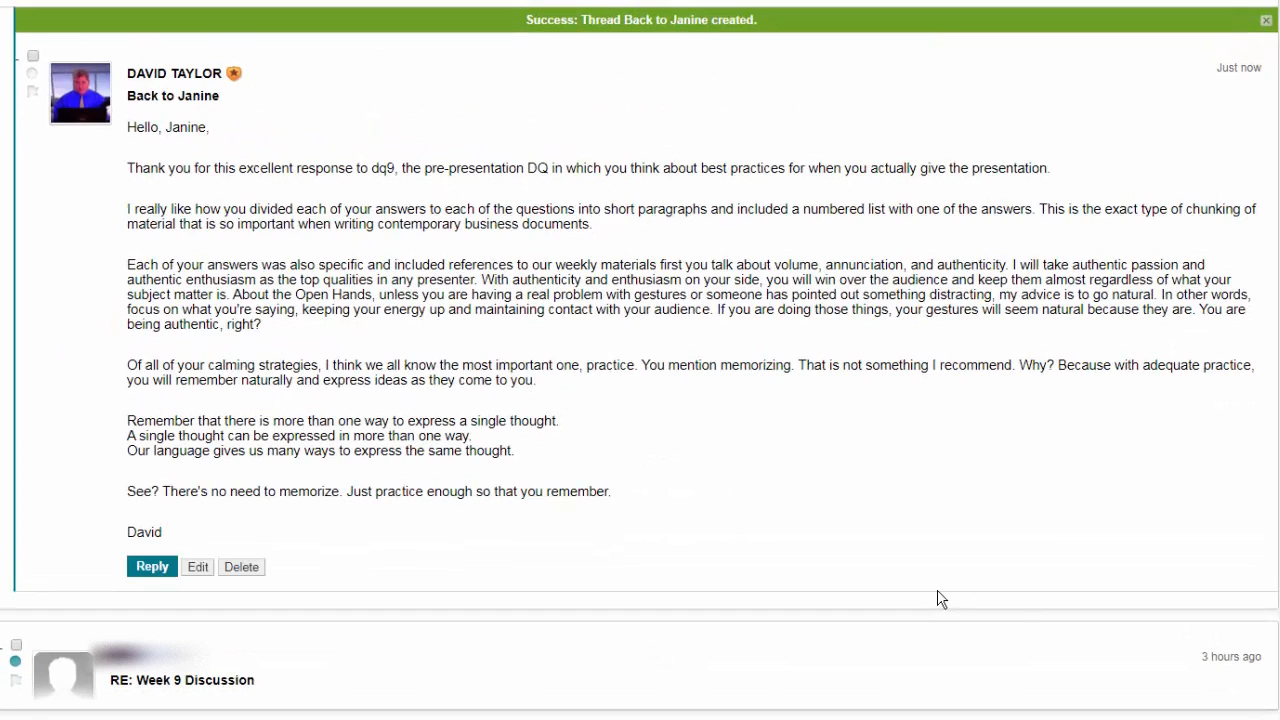 Success: Thread Back to Janine created.
DAVID TAYLOR
Just now
Back to Janine
Hello, Janine,
Thank you for this excellent response to dq9, the pre-presentation DQ in which you think about best practices for when you actually give the presentation.
I really like how you divided each of your answers to each of the questions into short paragraphs and included a numbered list with one of the answers. This is the exact type of chunking of
material that is so important when writing contemporary business documents.
Each of your answers was also specific and included references to our weekly materials first you talk about volume, annunciation, and authenticity. I will take authentic passion and
authentic enthusiasm as the top qualities in any presenter. With authenticity and enthusiasm on your side, you will win over the audience and keep them almost regardless of what your
subject matter is. About the Open Hands, unless you are having a real problem with gestures or someone has pointed out something distracting, my advice is to go natural. In other words,
focus on what you're saying, keeping your energy up and maintaining contact with your audience. If you are doing those things, your gestures will seem natural because they are. You are
being authentic, right?
Of all of your calming strategies, I think we all know the most important one, practice. You mention memorizing. That is not something I recommend. Why? Because with adequate practice,
you will remember naturally and express ideas as they come to you.
Remember that there is more than one way to express a single thought.
A single thought can be expressed in more than one way.
Our language gives us many ways to express the same thought.
See? There's no need to memorize. Just practice enough so that you remember.
David
Reply Edit Delete
3 hours ago
RE: Week 9 Discussion